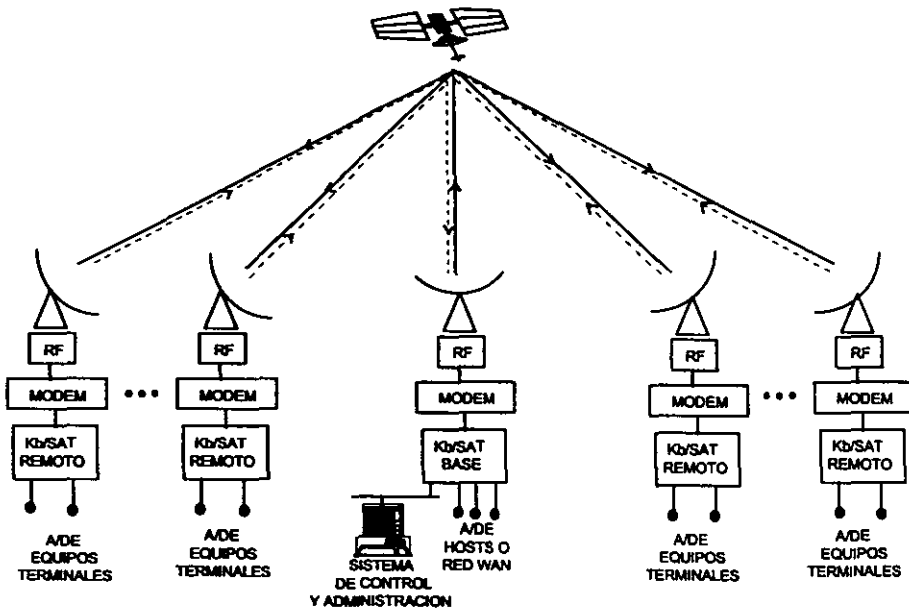 RF
MODEM
Kb/SAT
REMOTO
A/DE
EQUIPOS
TERMINALES
RF
MODEM
Kb/SAT
REMOTO
A/DE
EQUIPOS
TERMINALES
RF
MODEM
Kb/SAT
BASE
SISTEMA
DE CONTROL
Y ADMINISTRACION
A/DE
HOSTS O
RED WAN
RF
MODEM
Kb/SAT
REMOTO
A/DE
EQUIPOS
TERMINALES
RF
MODEM
Kb/SAT
REMOTO
A/DE
EQUIPOS
TERMINALES